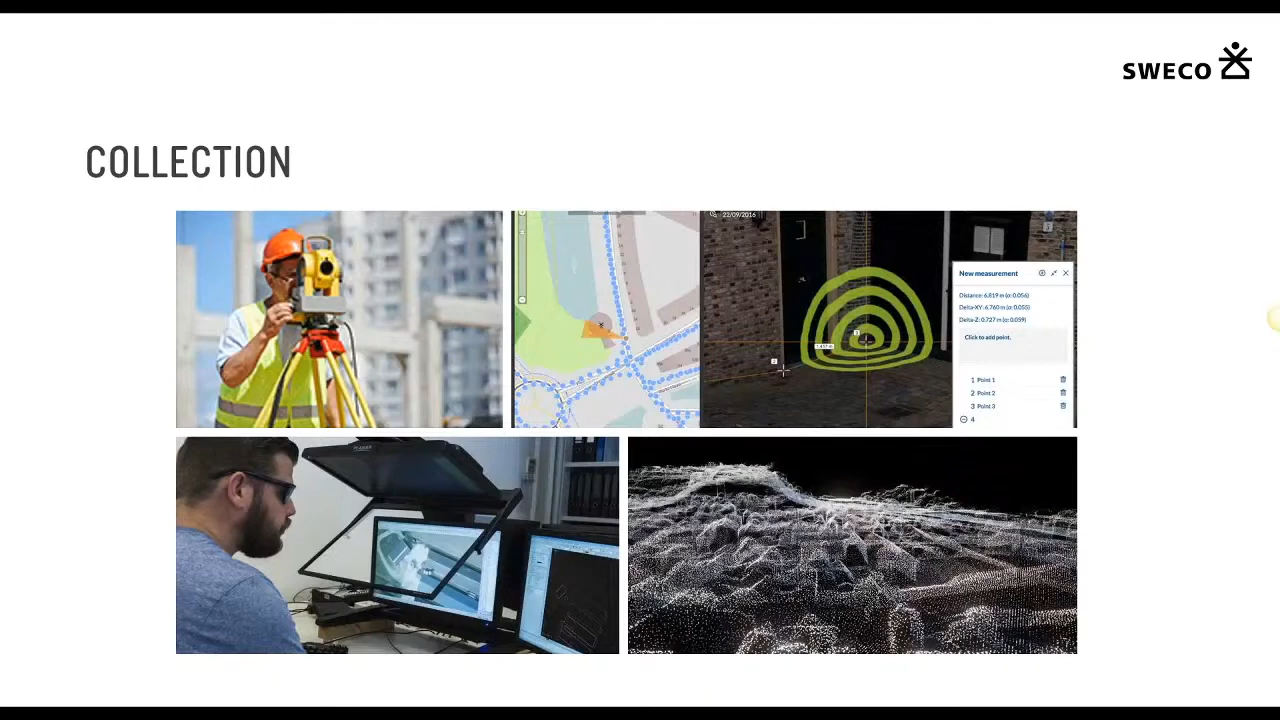 SWECO
COLLECTION
22/09/2016
New measurement
Distance: 6.819 m (σ: 0.056)
Delta-XY: 6.760 m (σ: 0.055)
Delta-Z: 0.727 m (σ: 0.059)
Click to add point.
1 Point 1
2 Point 2
3 Point 3
4